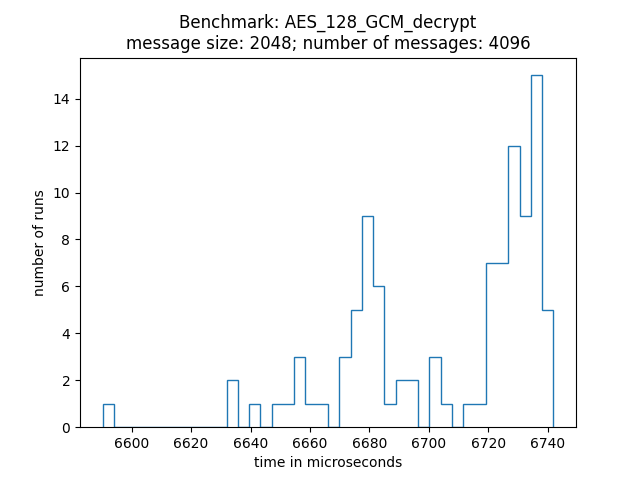 Benchmark: AES_128_GCM_decrypt
message size: 2048; number of messages: 4096
14
12
10
8
6
4
2
0
number of runs
6600 6620 6640 6660 6680 6700 6720 6740
time in microseconds